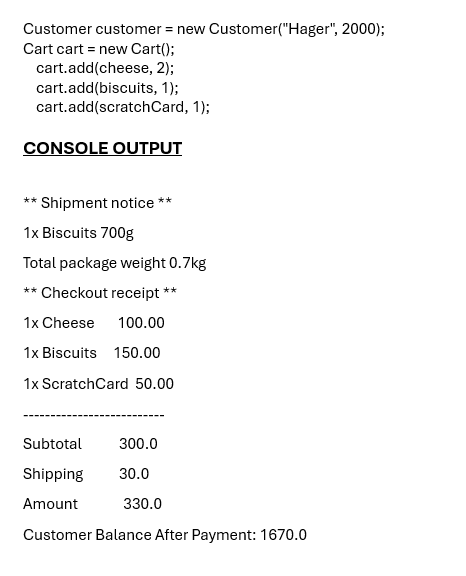 Customer customer = new Customer("Hager", 2000);
Cart cart = new Cart();
cart.add(cheese, 2);
cart.add(biscuits, 1);
cart.add(scratchCard, 1);
CONSOLE OUTPUT
** Shipment notice **
1x Biscuits 700g
Total package weight 0.7kg
** Checkout receipt **
1x Cheese 100.00
1x Biscuits 150.00
1x ScratchCard 50.00
--------------------------
Subtotal 300.0
Shipping 30.0
Amount 330.0
Customer Balance After Payment: 1670.0